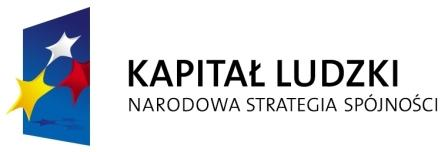 KAPITAŁ LUDZKI
NARODOWA STRATEGIA SPÓJNOŚCI